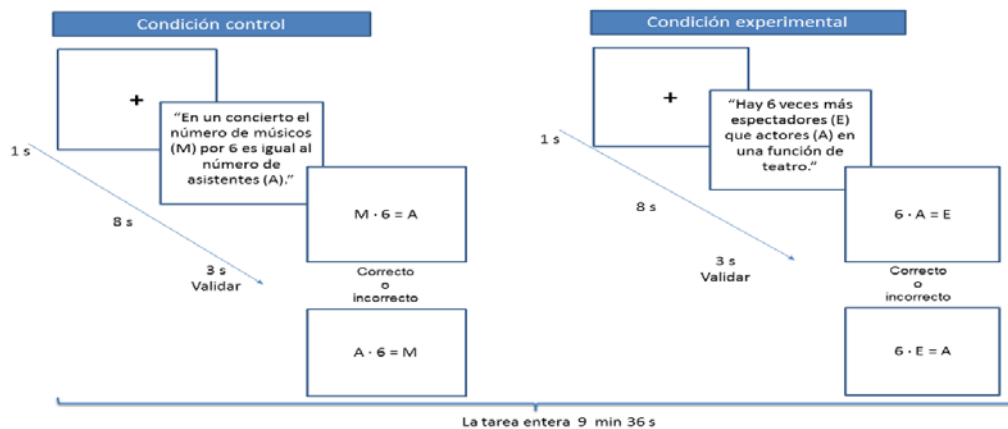 Condición control
+
“En un concierto el
número de músicos
(M) por 6 es igual al
número de
asistentes (A).”
1 s
8 s
M · 6 = A
3 s
Validar
Correcto
o
incorrecto
A · 6 = M
Condición experimental
+
“Hay 6 veces más
espectadores (E)
que actores (A) en
una función de
teatro.”
1 s
8 s
6 · A = E
3 s
Validar
Correcto
o
incorrecto
6 · E = A
La tarea entera 9 min 36 s